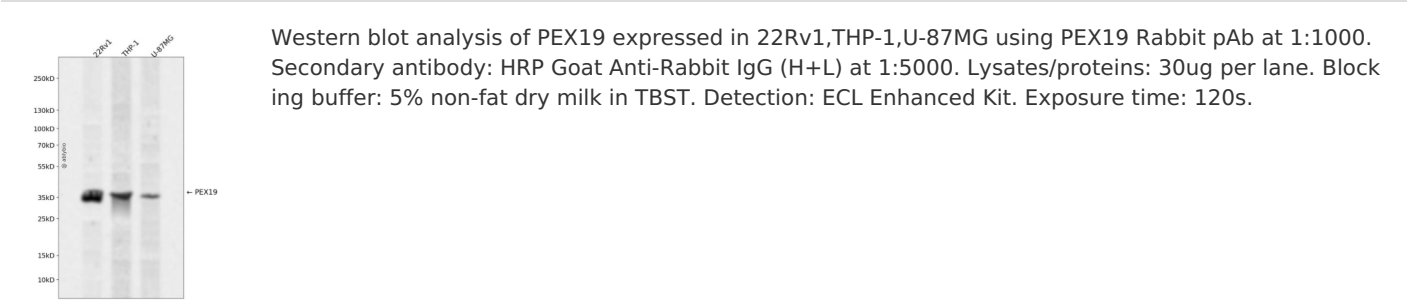 22Rv1
THP-1
U-87MG
250kD
130kD
100kD
70kD
55kD
35kD
25kD
15kD
10kD
@ abbybio
← PEX19
Western blot analysis of PEX19 expressed in 22Rv1,THP-1,U-87MG using PEX19 Rabbit pAb at 1:1000.
Secondary antibody: HRP Goat Anti-Rabbit IgG (H+L) at 1:5000. Lysates/proteins: 30ug per lane. Block
ing buffer: 5% non-fat dry milk in TBST. Detection: ECL Enhanced Kit. Exposure time: 120s.